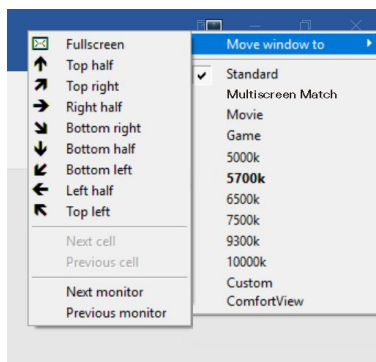 Fullscreen
Top half
Top right
Right half
Bottom right
Bottom half
Bottom left
Left half
Top left
Next cell
Previous cell
Next monitor
Previous monitor
Move window to
Standard
Multiscreen Match
Movie
Game
5000k
5700k
6500k
7500k
9300k
10000k
Custom
ComfortView